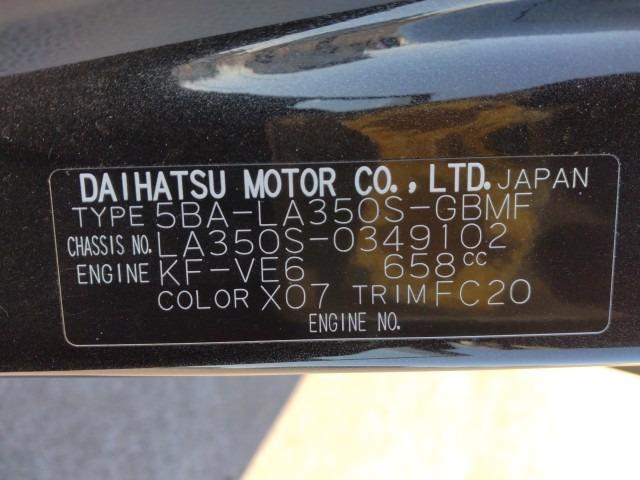 DAIHATSU MOTOR CO., LTD. JAPAN
TYPE 5BA-LA350S-GBMF
CHASSIS NO. LA350S-0349102
ENGINE KF-VE6 658cc
COLOR X07 TRIM FC20
ENGINE NO.